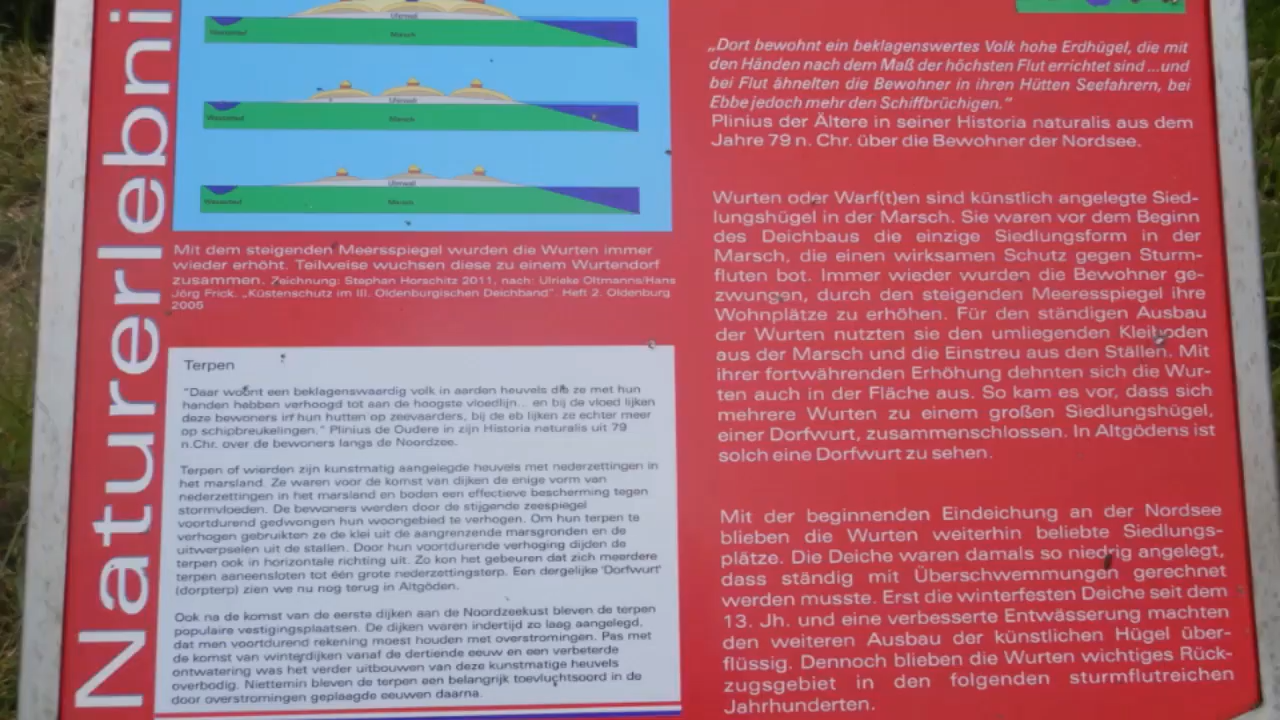 Naturerlebni
Uferwall
Wasserlauf
Marsch
Uferwall
Wasserlauf
Marsch
Uferwall
Wasserlauf
Marsch
Mit dem steigenden Meersspiegel wurden die Wurten immer
wieder erhöht. Teilweise wuchsen diese zu einem Wurtendorf
zusammen. Zeichnung: Stephan Horschitz 2011, nach: Ulrieke Oltmanns/Hans
Jörg Frick. „Küstenschutz im III. Oldenburgischen Deichband“. Heft 2. Oldenburg
2005
Terpen
“Daar woont een beklagenswaardig volk in aarden heuvels die ze met hun
handen hebben verhoogd tot aan de hoogste vloedlijn... en bij de vloed lijken
deze bewoners in hun hutten op zeevaarders, bij de eb lijken ze echter meer
op schipbreukelingen.” Plinius de Oudere in zijn Historia naturalis uit 79
n.Chr. over de bewoners langs de Noordzee.
Terpen of wierden zijn kunstmatig aangelegde heuvels met nederzettingen in
het marsland. Ze waren voor de komst van dijken de enige vorm van
nederzettingen in het marsland en boden een effectieve bescherming tegen
stormvloeden. De bewoners werden door de stijgende zeespiegel
voortdurend gedwongen hun woongebied te verhogen. Om hun terpen te
verhogen gebruikten ze de klei uit de aangrenzende marsgronden en de
uitwerpselen uit de stallen. Door hun voortdurende verhoging dijden de
terpen ook in horizontale richting uit. Zo kon het gebeuren dat zich meerdere
terpen aaneensloten tot één grote nederzettingsterp. Een dergelijke 'Dorfwurt'
(dorpterp) zien we nu nog terug in Altgödens.
Ook na de komst van de eerste dijken aan de Noordzeekust bleven de terpen
populaire vestigingsplaatsen. De dijken waren indertijd zo laag aangelegd,
dat men voortdurend rekening moest houden met overstromingen. Pas met
de komst van winterdijken vanaf de dertiende eeuw en een verbeterde
ontwatering was het verder uitbouwen van deze kunstmatige heuvels
overbodig. Niettemin bleven de terpen een belangrijk toevluchtsoord in de
door overstromingen geplaagde eeuwen daarna.
„Dort bewohnt ein beklagenswertes Volk hohe Erdhügel, die mit
den Händen nach dem Maß der höchsten Flut errichtet sind ...und
bei Flut ähnelten die Bewohner in ihren Hütten Seefahrern, bei
Ebbe jedoch mehr den Schiffbrüchigen.“
Plinius der Ältere in seiner Historia naturalis aus dem
Jahre 79 n. Chr. über die Bewohner der Nordsee.
Wurten oder Warf(t)en sind künstlich angelegte Sied-
lungshügel in der Marsch. Sie waren vor dem Beginn
des Deichbaus die einzige Siedlungsform in der
Marsch, die einen wirksamen Schutz gegen Sturm-
fluten bot. Immer wieder wurden die Bewohner ge-
zwungen, durch den steigenden Meeresspiegel ihre
Wohnplätze zu erhöhen. Für den ständigen Ausbau
der Wurten nutzten sie den umliegenden Kleiboden
aus der Marsch und die Einstreu aus den Ställen. Mit
ihrer fortwährenden Erhöhung dehnten sich die Wur-
ten auch in der Fläche aus. So kam es vor, dass sich
mehrere Wurten zu einem großen Siedlungshügel,
einer Dorfwurt, zusammenschlossen. In Altgödens ist
solch eine Dorfwurt zu sehen.
Mit der beginnenden Eindeichung an der Nordsee
blieben die Wurten weiterhin beliebte Siedlungs-
plätze. Die Deiche waren damals so niedrig angelegt,
dass ständig mit Überschwemmungen gerechnet
werden musste. Erst die winterfesten Deiche seit dem
13. Jh. und eine verbesserte Entwässerung machten
den weiteren Ausbau der künstlichen Hügel über-
flüssig. Dennoch blieben die Wurten wichtiges Rück-
zugsgebiet in den folgenden sturmflutreichen
Jahrhunderten.